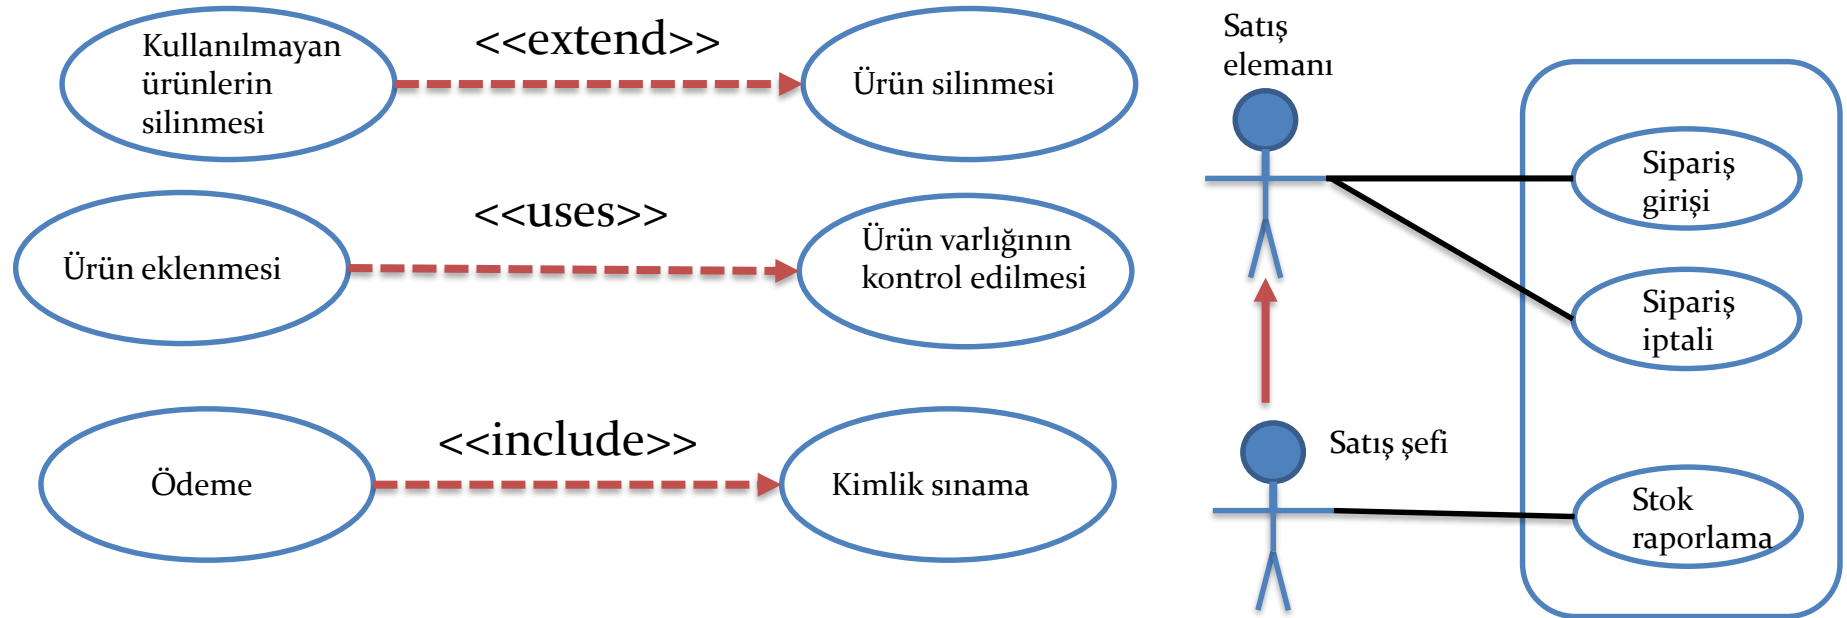 Kullanılmayan
ürünlerin
silinmesi
<<extend>>
Ürün silinmesi
Ürün eklenmesi
<<uses>>
Ürün varlığının
kontrol edilmesi
Ödeme
<<include>>
Kimlik sınama
Satış
elemanı
Sipariş
girişi
Sipariş
iptali
Satış şefi
Stok
raporlama